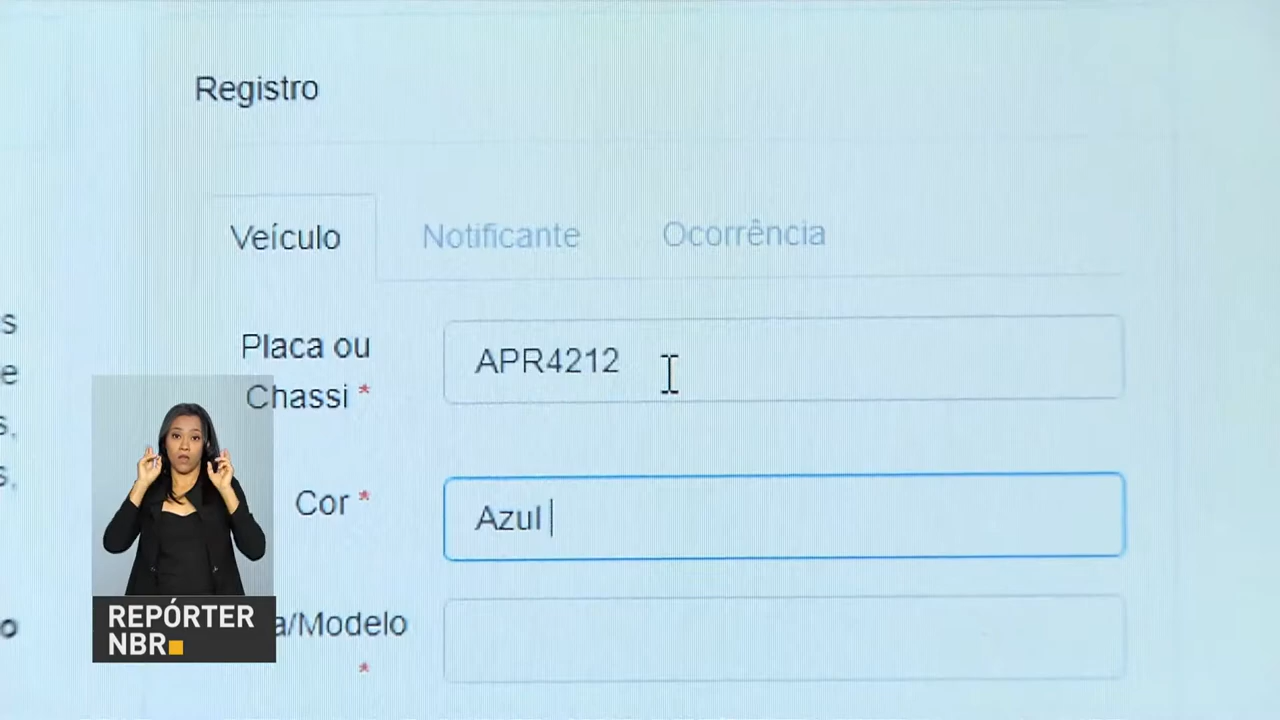 Registro
Veículo
Notificante
Ocorrência
Placa ou
Chassi *
APR4212
Cor *
Azul
a/Modelo
*
s
e
s,
s,
o
REPÓRTER
NBR